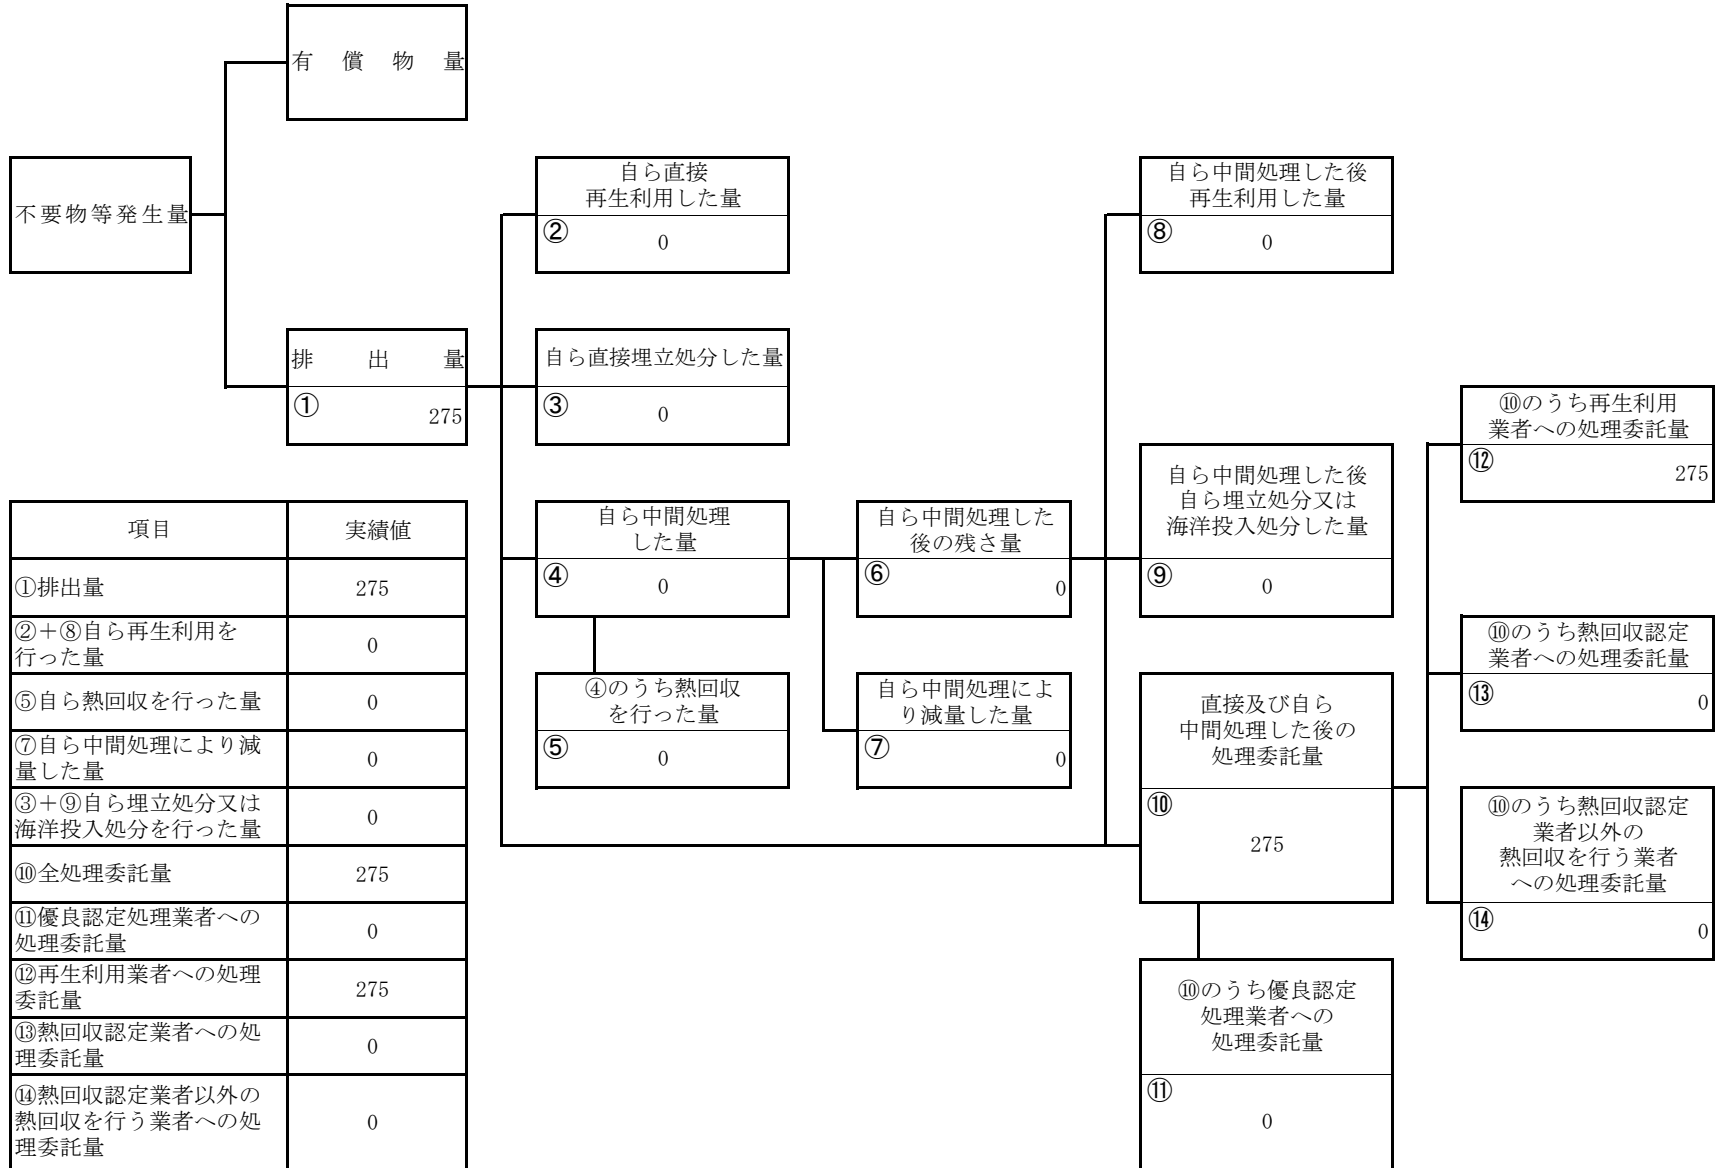 有償物量
不要物等発生量
自ら直接
再生利用した量
②
0
自ら中間処理した後
再生利用した量
⑧
0
排出量
①
275
自ら直接埋立処分した量
③
0
⑩のうち再生利用
業者への処理委託量
⑫
275
自ら中間処理した後
自ら埋立処分又は
海洋投入処分した量
⑨
0
自ら中間処理
した量
④
0
自ら中間処理した
後の残さ量
⑥
0
⑩のうち熱回収認定
業者への処理委託量
⑬
0
④のうち熱回収
を行った量
⑤
0
自ら中間処理によ
り減量した量
⑦
0
直接及び自ら
中間処理した後の
処理委託量
⑩
275
⑩のうち熱回収認定
業者以外の
熱回収を行う業者
への処理委託量
⑭
0
⑩のうち優良認定
処理業者への
処理委託量
⑪
0
項目 実績値
①排出量 275
②＋⑧自ら再生利用を
行った量 0
⑤自ら熱回収を行った量 0
⑦自ら中間処理により減
量した量 0
③＋⑨自ら埋立処分又は
海洋投入処分を行った量 0
⑩全処理委託量 275
⑪優良認定処理業者への
処理委託量 0
⑫再生利用業者への処理
委託量 275
⑬熱回収認定業者への処
理委託量 0
⑭熱回収認定業者以外の
熱回収を行う業者への処
理委託量 0